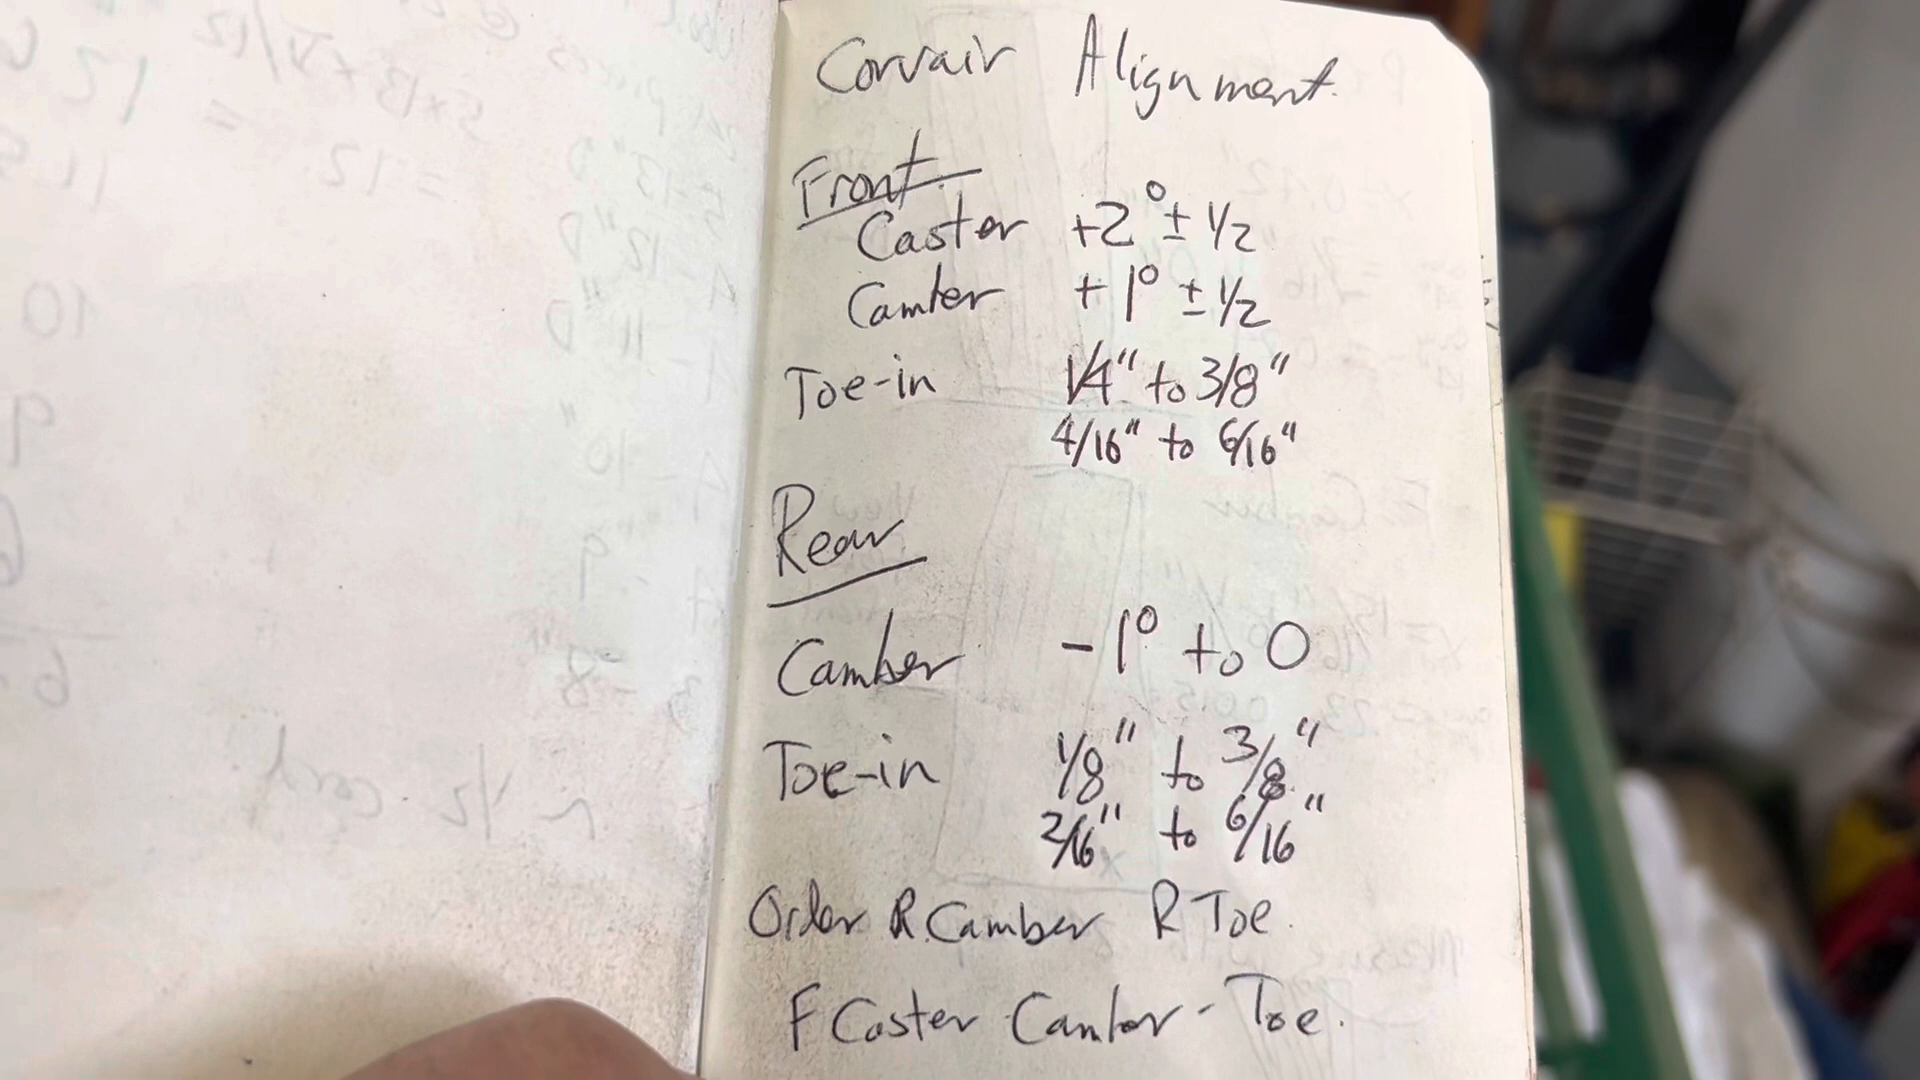 Corvair Alignment.
Front
Caster +2° ± 1/2
Camber +1° ± 1/2
Toe-in 1/4" to 3/8"
4/16" to 6/16"
Rear
Camber -1° to 0
Toe-in 1/8" to 3/8"
2/16" to 6/16"
Order R Camber R Toe.
F Caster Camber - Toe.